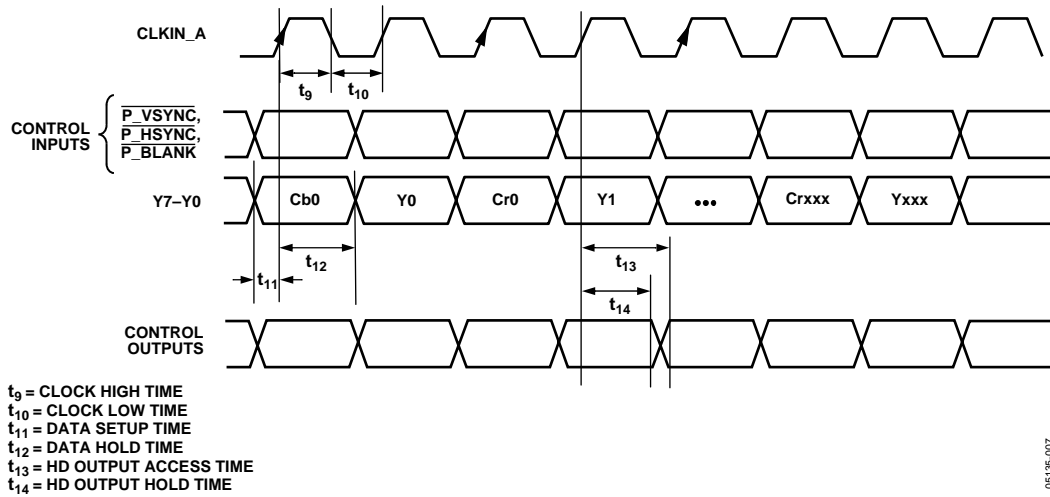 CLKIN_A
t9
t10
CONTROL INPUTS
P_VSYNC,
P_HSYNC,
P_BLANK
Y7–Y0
Cb0
Y0
Cr0
Y1
•••
Crxxx
Yxxx
t12
t11
t13
t14
CONTROL OUTPUTS
t9 = CLOCK HIGH TIME
t10 = CLOCK LOW TIME
t11 = DATA SETUP TIME
t12 = DATA HOLD TIME
t13 = HD OUTPUT ACCESS TIME
t14 = HD OUTPUT HOLD TIME
05135-007